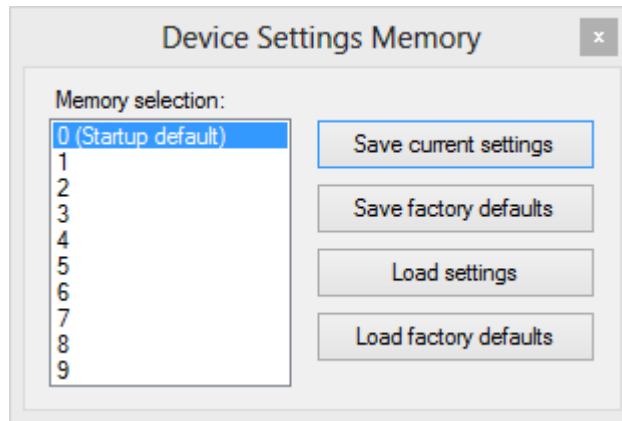 Device Settings Memory
x
Memory selection:
0 (Startup default)
1
2
3
4
5
6
7
8
9
Save current settings
Save factory defaults
Load settings
Load factory defaults